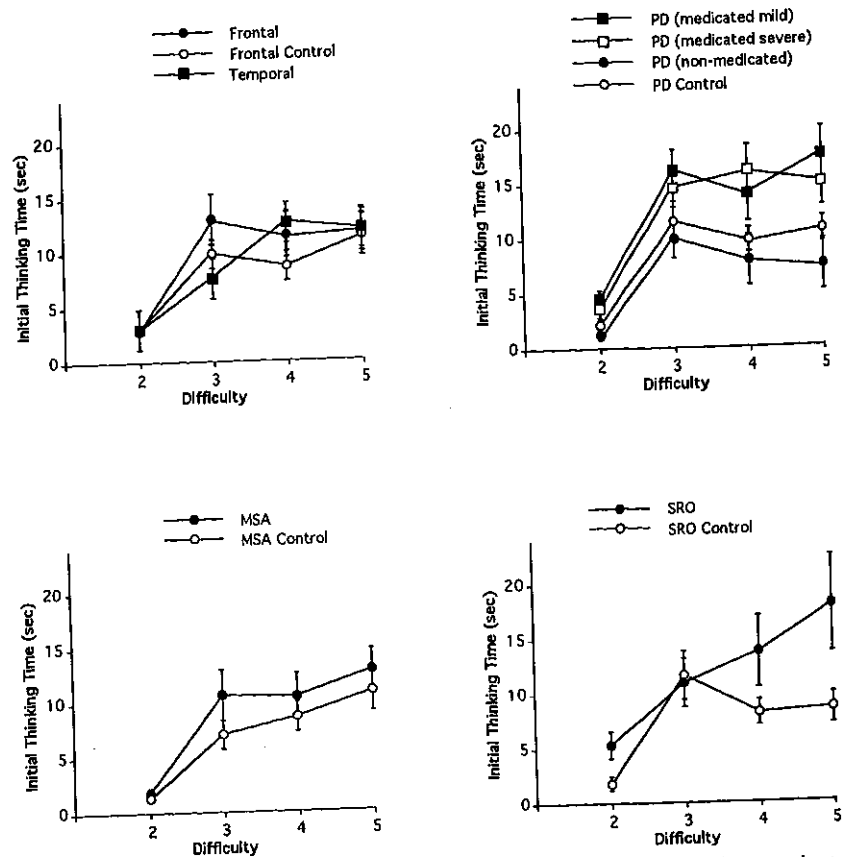 Frontal
Frontal Control
Temporal
Initial Thinking Time (sec)
20
15
10
5
0
2 3 4 5
Difficulty
PD (medicated mild)
PD (medicated severe)
PD (non-medicated)
PD Control
Initial Thinking Time (sec)
20
15
10
5
0
2 3 4 5
Difficulty
MSA
MSA Control
Initial Thinking Time (sec)
20
15
10
5
0
2 3 4 5
Difficulty
SRO
SRO Control
Initial Thinking Time (sec)
20
15
10
5
0
2 3 4 5
Difficulty